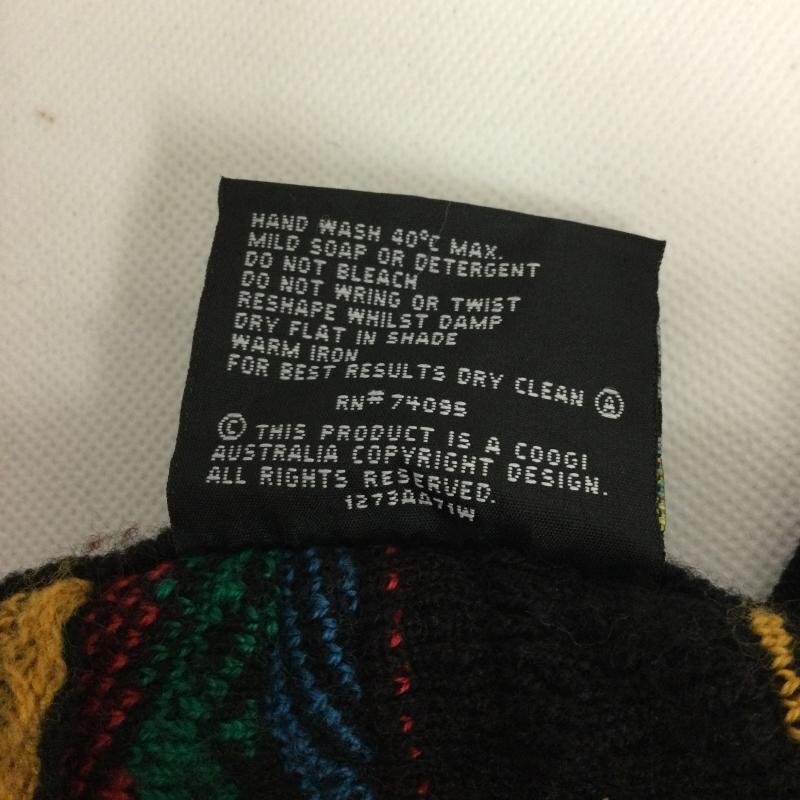 HAND WASH 40°C MAX.
MILD SOAP OR DETERGENT
DO NOT BLEACH
DO NOT WRING OR TWIST
RESHAPE WHILST DAMP
DRY FLAT IN SHADE
WARM IRON
FOR BEST RESULTS DRY CLEAN Ⓐ
RN# 74095
© THIS PRODUCT IS A COOGI
AUSTRALIA COPYRIGHT DESIGN.
ALL RIGHTS RESERVED.
1273AA71W